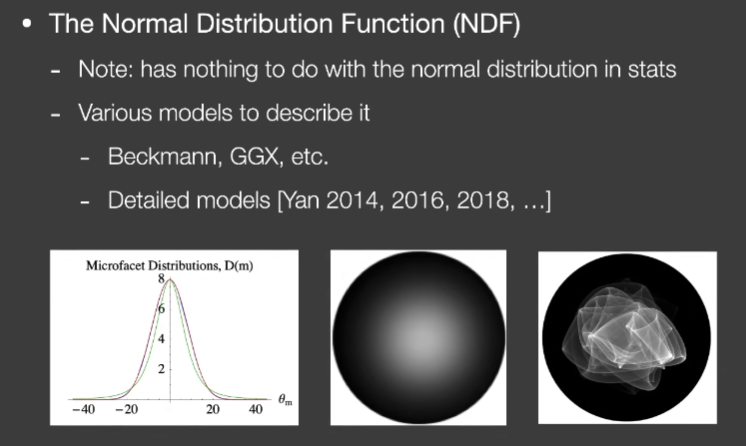 • The Normal Distribution Function (NDF)
- Note: has nothing to do with the normal distribution in stats
- Various models to describe it
- Beckmann, GGX, etc.
- Detailed models [Yan 2014, 2016, 2018, …]
Microfacet Distributions, D(m)
8
6
4
2
−40 −20 20 40 θm